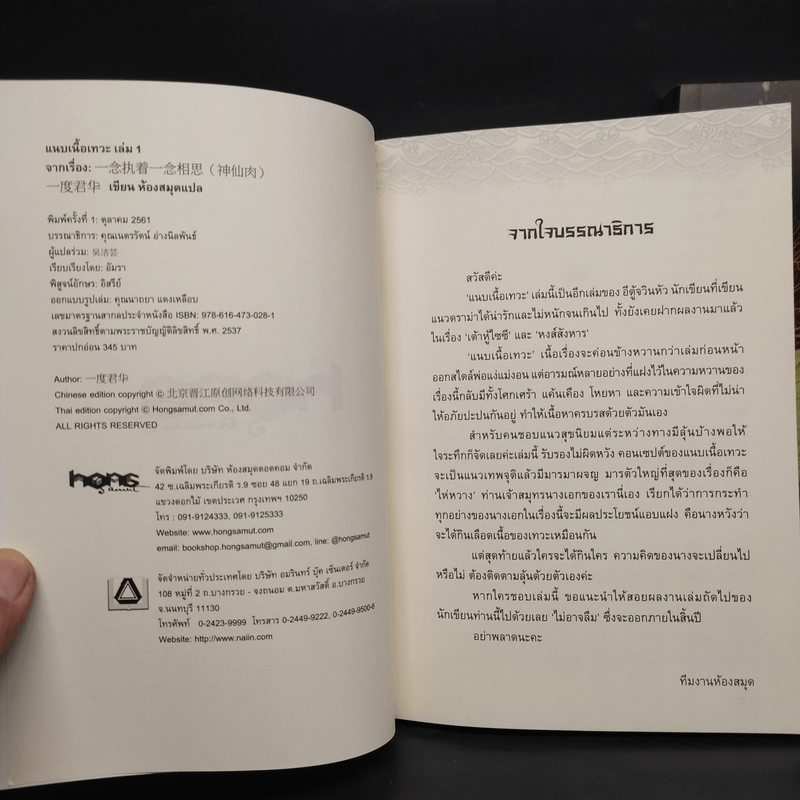 แนบเนื้อเทวะ เล่ม 1
จากเรื่อง: 一念执着一念相思（神仙肉）
一度君华 เขียน ห้องสมุดแปล
พิมพ์ครั้งที่ 1: ตุลาคม 2561
บรรณาธิการ: คุณเนตรรัตน์ อ่างนิลพันธ์
ผู้แปลร่วม: 吴洁芸
เรียบเรียงโดย: อัมรา
พิสูจน์อักษร: อิสรีย์
ออกแบบรูปเล่ม: คุณนาถยา แดงเหลือบ
เลขมาตรฐานสากลประจำหนังสือ ISBN: 978-616-473-028-1
สงวนลิขสิทธิ์ตามพระราชบัญญัติลิขสิทธิ์ พ.ศ. 2537
ราคาปกอ่อน 345 บาท
Author: 一度君华
Chinese edition copyright © 北京晋江原创网络科技有限公司
Thai edition copyright © Hongsamut.com Co., Ltd.
ALL RIGHTS RESERVED
hong
samut
จัดพิมพ์โดย บริษัท ห้องสมุดดอตคอม จำกัด
42 ซ.เฉลิมพระเกียรติ ร.9 ซอย 48 แยก 19 ถ.เฉลิมพระเกียรติ ร.9
แขวงดอกไม้ เขตประเวศ กรุงเทพฯ 10250
โทร : 091-9124333, 091-9125333
Website: www.hongsamut.com
email: bookshop.hongsamut@gmail.com, line: @hongsamut
จัดจำหน่ายทั่วประเทศโดย บริษัท อมรินทร์ บุ๊ค เซ็นเตอร์ จำกัด
108 หมู่ที่ 2 ถ.บางกรวย - จงถนอม ต.มหาสวัสดิ์ อ.บางกรวย
จ.นนทบุรี 11130
โทรศัพท์ 0-2423-9999 โทรสาร 0-2449-9222, 0-2449-9500-6
Website: http://www.naiin.com
จากใจบรรณาธิการ
สวัสดีค่ะ
‘แนบเนื้อเทวะ’ เล่มนี้เป็นอีกเล่มของ อีตู้จวินหัว นักเขียนที่เขียน
แนวดราม่าได้น่ารักและไม่หนักจนเกินไป ทั้งยังเคยฝากผลงานมาแล้ว
ในเรื่อง ‘เต้าหู้ไซซี’ และ ‘หงส์สังหาร’
‘แนบเนื้อเทวะ’ เนื้อเรื่องจะค่อนข้างหวานกว่าเล่มก่อนหน้า
ออกสไตล์พ่อแง่แม่งอน แต่อารมณ์หลายอย่างที่แฝงไว้ในความหวานของ
เรื่องนี้กลับมีทั้งโศกเศร้า แค้นเคือง โหยหา และความเข้าใจผิดที่ไม่น่า
ให้อภัยปะปนกันอยู่ ทำให้เนื้อหาครบรสด้วยตัวมันเอง
สำหรับคนชอบแนวสุขนิยมแต่ระหว่างทางมีลุ้นบ้างพอให้
ใจระทึกก็จัดเลยค่ะเล่มนี้ รับรองไม่ผิดหวัง คอนเซปต์ของแนบเนื้อเทวะ
จะเป็นแนวเทพจุติแล้วมีมารมาผจญ มารตัวใหญ่ที่สุดของเรื่องก็คือ
‘ไห่หวาง’ ท่านเจ้าสมุทรนางเอกของเรานี่เอง เรียกได้ว่าการกระทำ
ทุกอย่างของนางเอกในเรื่องนี้จะมีผลประโยชน์แอบแฝง คือนางหวังว่า
จะได้กินเลือดเนื้อของเทวะเหมือนกัน
แต่สุดท้ายแล้วใครจะได้กินใคร ความคิดของนางจะเปลี่ยนไป
หรือไม่ ต้องติดตามลุ้นด้วยตัวเองค่ะ
หากใครชอบเล่มนี้ ขอแนะนำให้สอยผลงานเล่มถัดไปของ
นักเขียนท่านนี้ไปด้วยเลย ‘ไม่อาจลืม’ ซึ่งจะออกภายในสิ้นปี
อย่าพลาดนะคะ
ทีมงานห้องสมุด